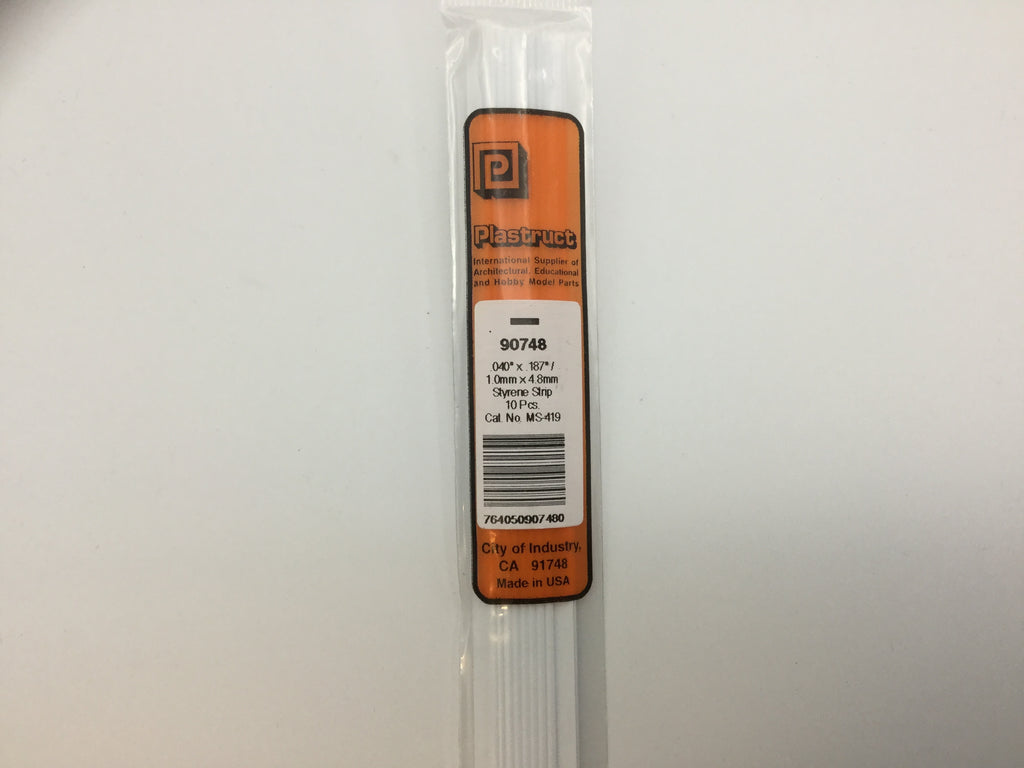 P
Plastruct
International Supplier of
Architectural, Educational
and Hobby Model Parts
90748
.040" x .187" /
1.0mm x 4.8mm
Styrene Strip
10 Pcs.
Cat. No. MS-419
764050907480
City of Industry,
CA 91748
Made in USA